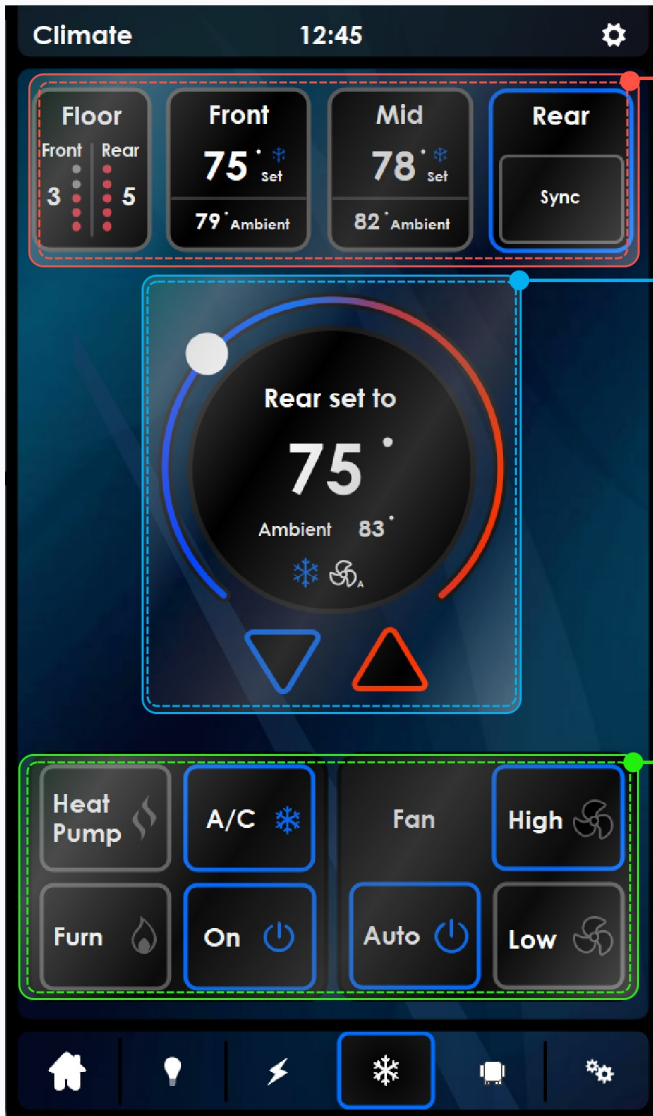 Climate 12:45
Floor
Front Rear
3 5
Front
75° Set
79° Ambient
Mid
78° Set
82° Ambient
Rear
Sync
Rear set to
75°
Ambient 83°
A
Heat
Pump
A/C
Fan
High
Furn
On
Auto
Low